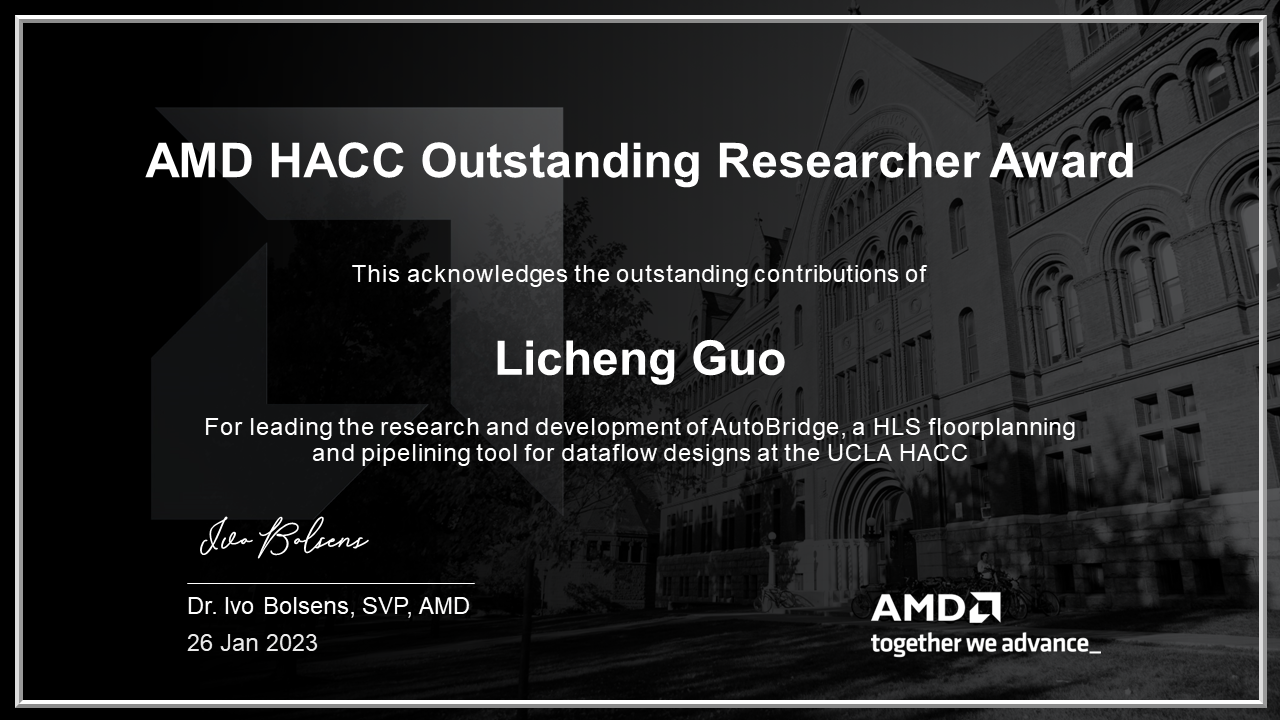 AMD HACC Outstanding Researcher Award
This acknowledges the outstanding contributions of
Licheng Guo
For leading the research and development of AutoBridge, a HLS floorplanning
and pipelining tool for dataflow designs at the UCLA HACC
Ivo Bolsens
Dr. Ivo Bolsens, SVP, AMD
26 Jan 2023
AMD
together we advance_